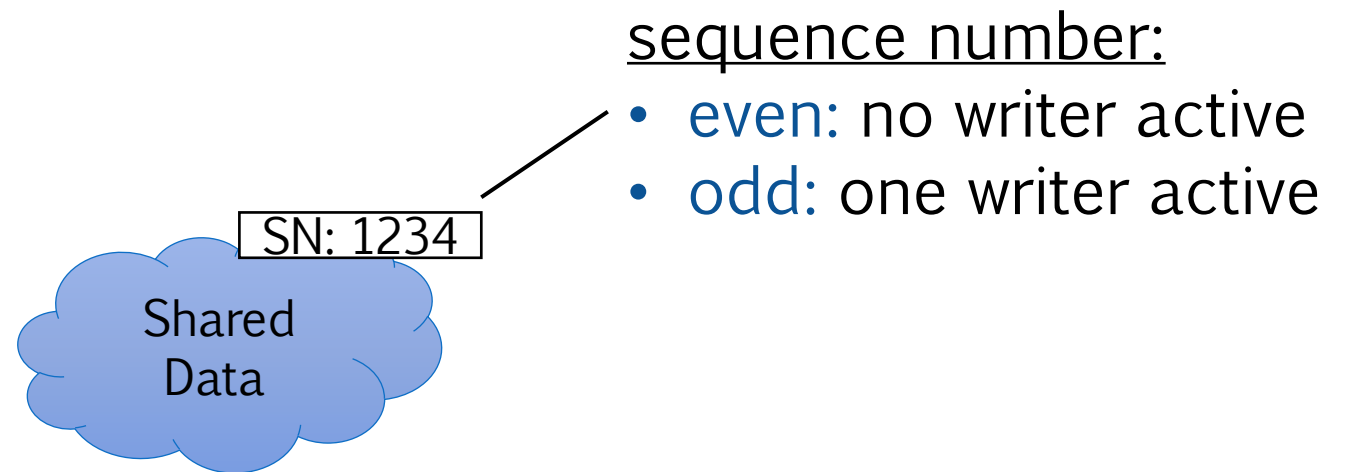 sequence number:
• even: no writer active
• odd: one writer active
SN: 1234
Shared
Data